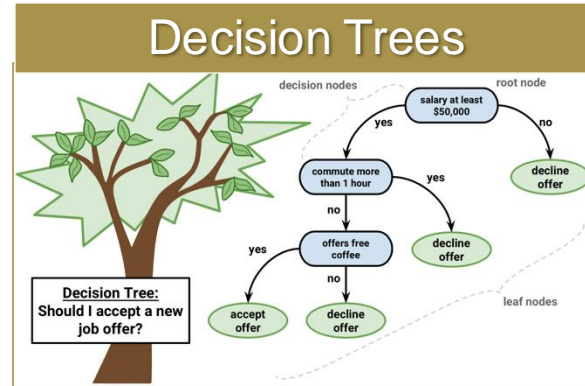 Decision Trees
decision nodes
root node
salary at least
$50,000
yes
no
commute more
than 1 hour
decline
offer
yes
no
offers free
coffee
decline
offer
yes
no
Decision Tree:
Should I accept a new
job offer?
accept
offer
decline
offer
leaf nodes